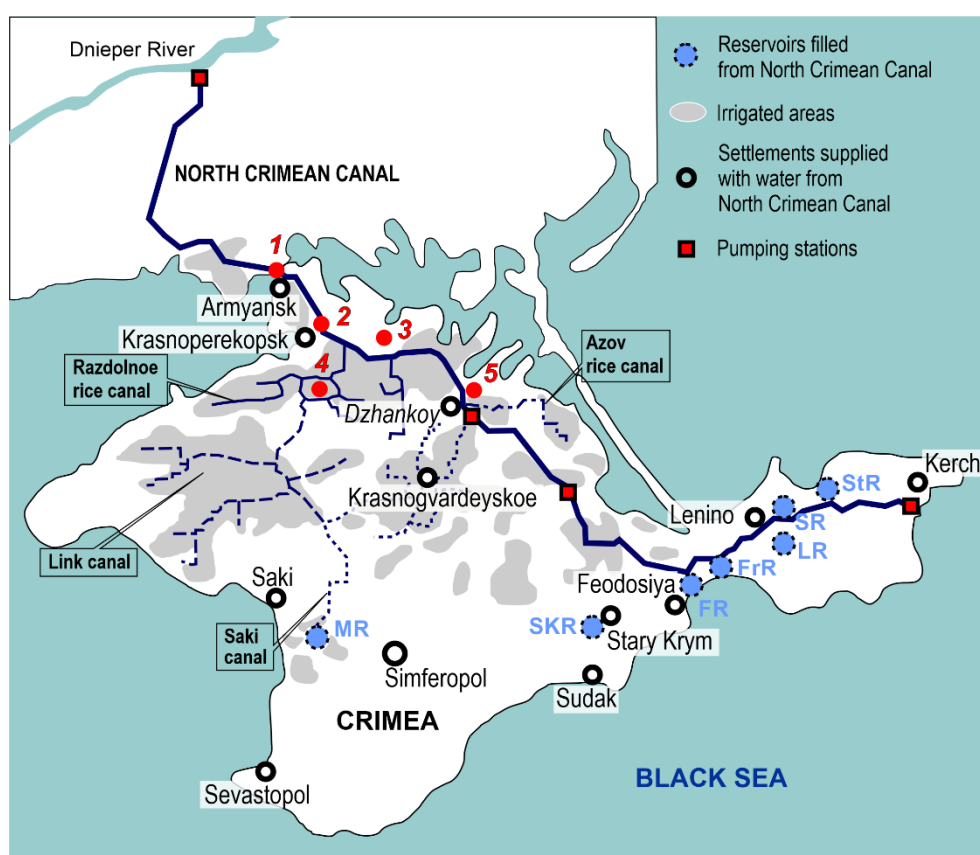 Dnieper River
Reservoirs filled
from North Crimean Canal
Irrigated areas
Settlements supplied
with water from
North Crimean Canal
Pumping stations
NORTH CRIMEAN CANAL
1
Armyansk
2
3
Krasnoperekopsk
Azov
rice canal
Razdolnoe
rice canal
4
5
Dzhankoy
Krasnogvardeyskoe
Kerch
StR
Lenino
SR
LR
Link canal
FrR
Feodosiya
FR
Saki
MR
SKR
Stary Krym
Saki
canal
Simferopol
Sudak
CRIMEA
BLACK SEA
Sevastopol